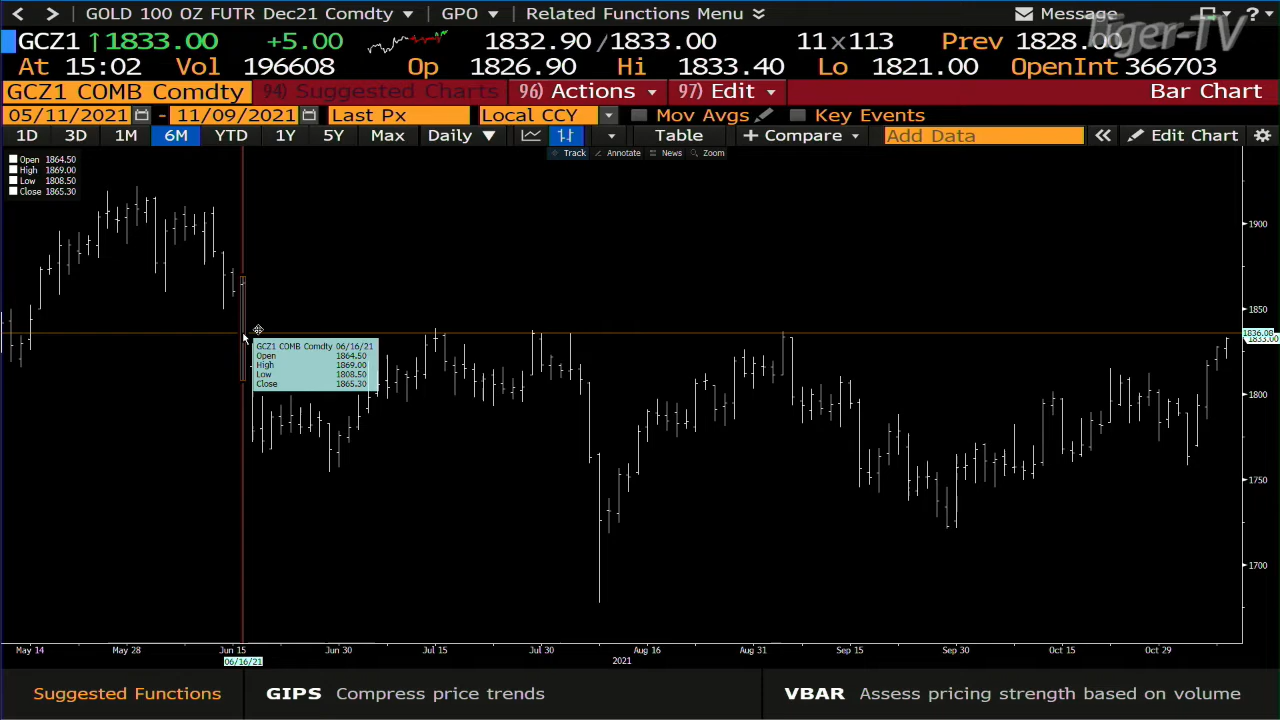 GOLD 100 OZ FUTR Dec21 Comdty GPO Related Functions Menu Message ?
Tiger-TV
GCZ1 ↑1833.00 +5.00 1832.90/1833.00 11×113 Prev 1828.00
At 15:02 Vol 196608 Op 1826.90 Hi 1833.40 Lo 1821.00 OpenInt 366703
GCZ1 COMB Comdty 94) Suggested Charts 96) Actions 97) Edit Bar Chart
05/11/2021 - 11/09/2021 Last Px Local CCY Mov Avgs Key Events
1D 3D 1M 6M YTD 1Y 5Y Max Daily ▼ Table + Compare Add Data « Edit Chart
Track Annotate News Zoom
Open 1864.50
High 1869.00
Low 1808.50
Close 1865.30
1900
1850
1836.08
1833.00
GCZ1 COMB Comdty 06/16/21
Open 1864.50
High 1869.00
Low 1808.50
Close 1865.30
1800
1750
1700
May 14 May 28 Jun 15 Jun 30 Jul 15 Jul 30 Aug 16 Aug 31 Sep 15 Sep 30 Oct 15 Oct 29
06/16/21 2021
Suggested Functions GIPS Compress price trends VBAR Assess pricing strength based on volume